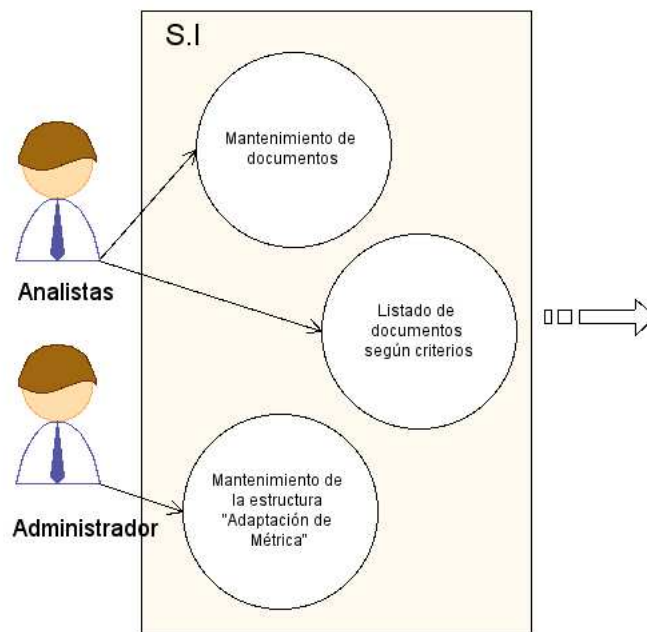 S.I
Mantenimiento de
documentos
Analistas
Listado de
documentos
según criterios
Administrador
Mantenimiento de
la estructura
"Adaptación de
Métrica"